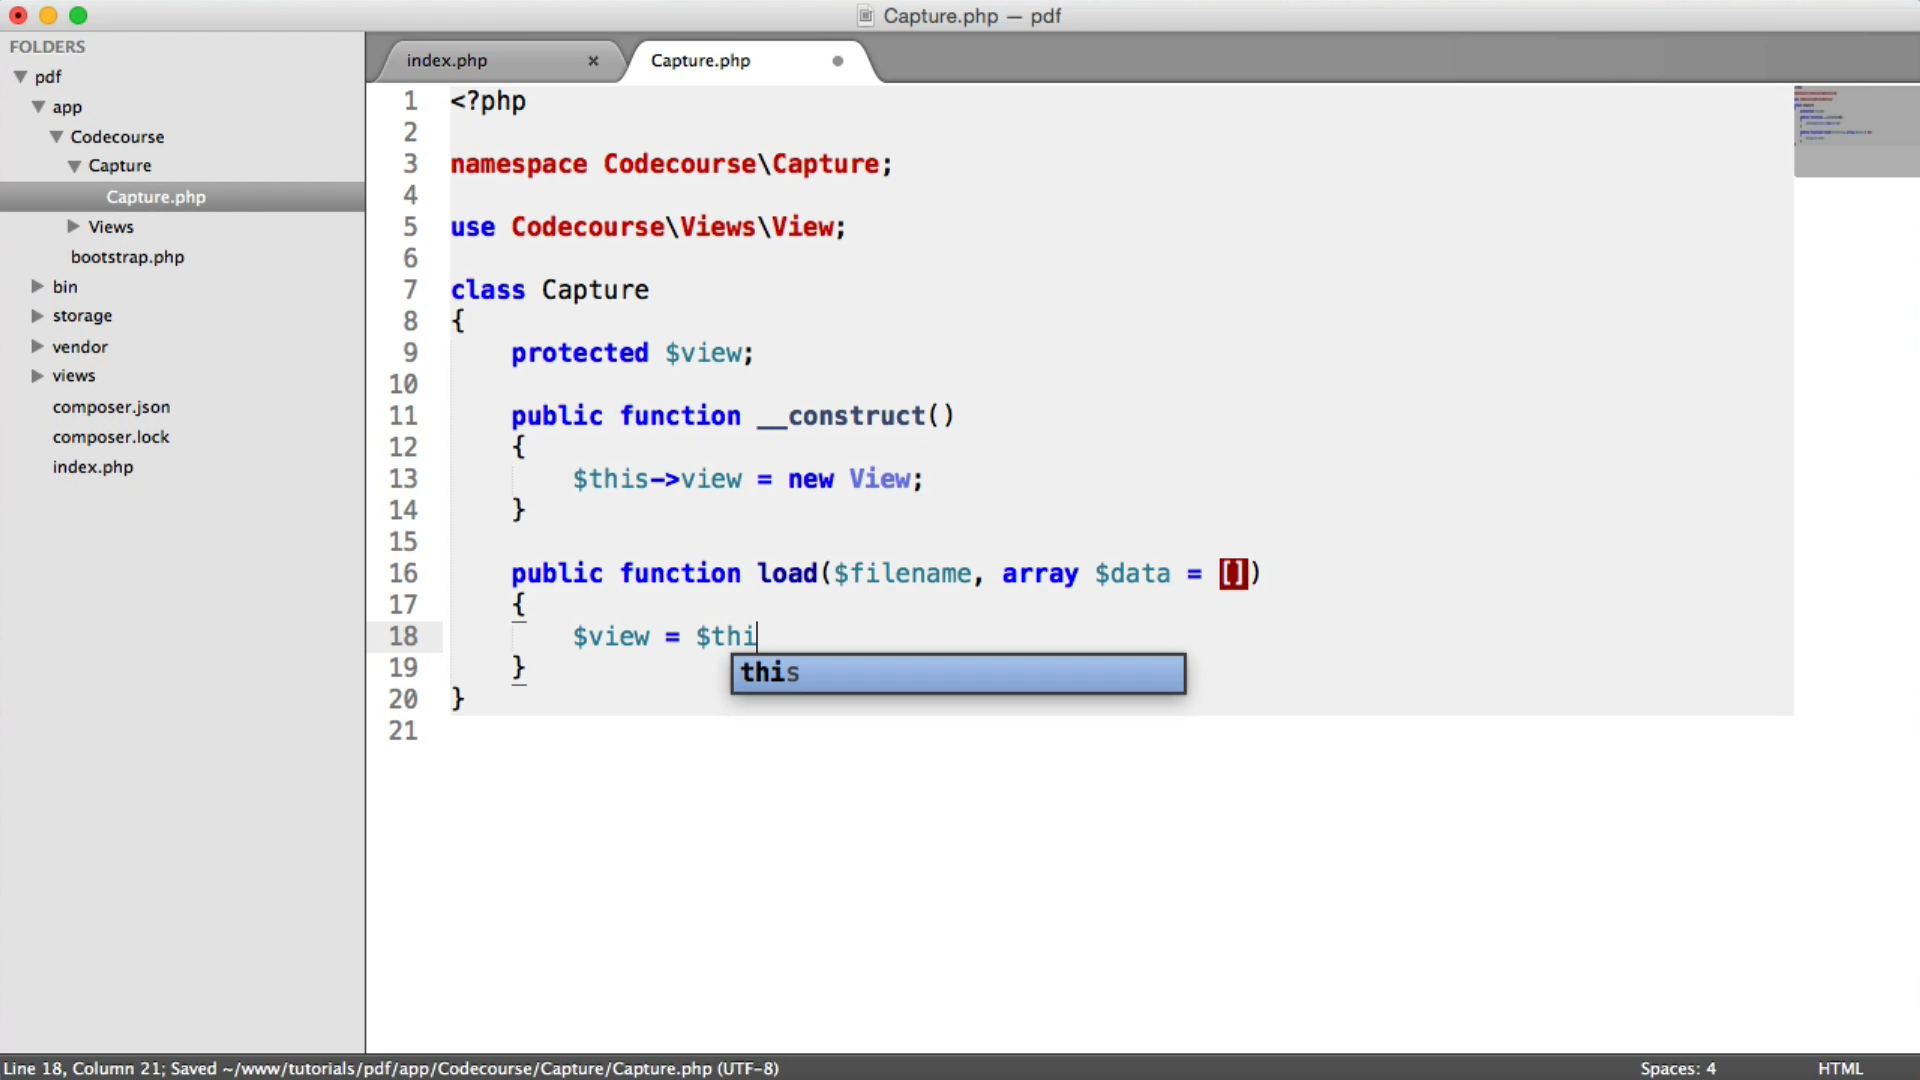 Capture.php — pdf
FOLDERS
pdf
app
Codecourse
Capture
Capture.php
Views
bootstrap.php
bin
storage
vendor
views
composer.json
composer.lock
index.php
index.php ×
Capture.php
1 <?php
2
3 namespace Codecourse\Capture;
4
5 use Codecourse\Views\View;
6
7 class Capture
8 {
9     protected $view;
10
11     public function __construct()
12     {
13         $this->view = new View;
14     }
15
16     public function load($filename, array $data = [])
17     {
18         $view = $thi
this
19     }
20 }
21
Line 18, Column 21; Saved ~/www/tutorials/pdf/app/Codecourse/Capture/Capture.php (UTF-8)
Spaces: 4
HTML